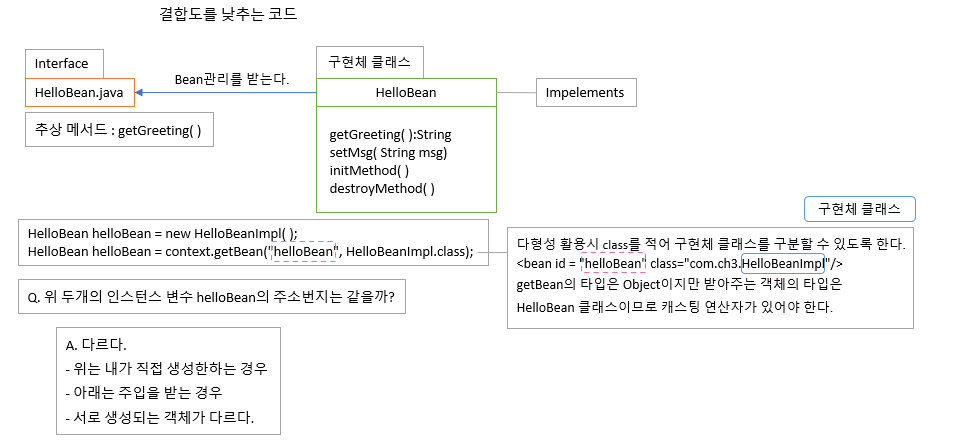 결합도를 낮추는 코드
Interface
HelloBean.java
추상 메서드 : getGreeting( )
Bean관리를 받는다.
구현체 클래스
HelloBean
getGreeting( ):String
setMsg( String msg)
initMethod( )
destroyMethod( )
Impelements
HelloBean helloBean = new HelloBeanImpl( );
HelloBean helloBean = context.getBean("helloBean", HelloBeanImpl.class);
구현체 클래스
다형성 활용시 class를 적어 구현체 클래스를 구분할 수 있도록 한다.
<bean id = "helloBean" class="com.ch3.HelloBeanImpl"/>
getBean의 타입은 Object이지만 받아주는 객체의 타입은
HelloBean 클래스이므로 캐스팅 연산자가 있어야 한다.
Q. 위 두개의 인스턴스 변수 helloBean의 주소번지는 같을까?
A. 다르다.
- 위는 내가 직접 생성한하는 경우
- 아래는 주입을 받는 경우
- 서로 생성되는 객체가 다르다.